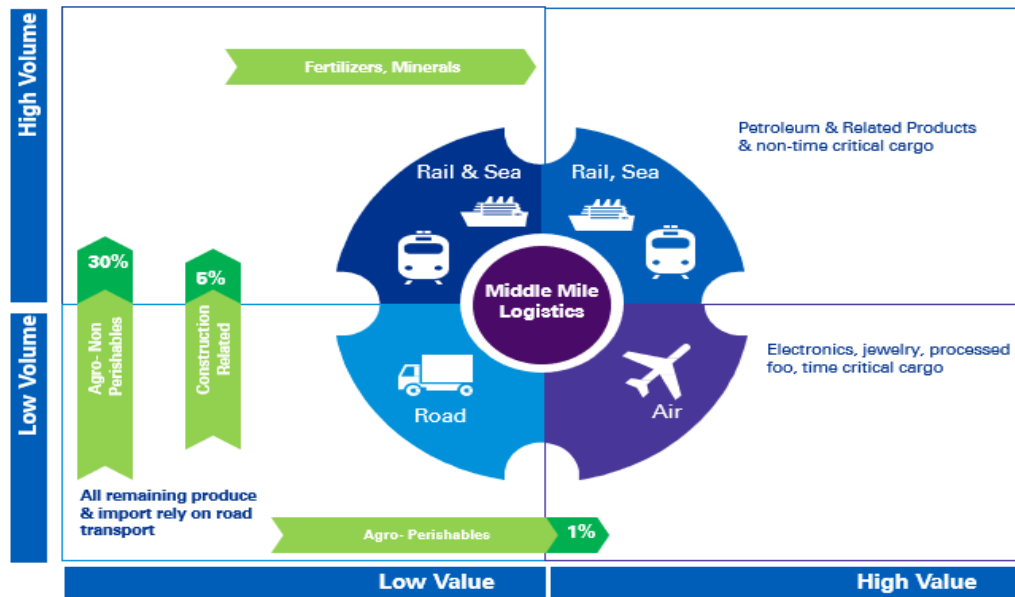 High Volume
Fertilizers, Minerals
Petroleum & Related Products
& non-time critical cargo
Rail & Sea
Rail, Sea
30%
5%
Middle Mile
Logistics
Low Volume
Agro- Non
Perishables
Construction
Related
Electronics, jewelry, processed
foo, time critical cargo
Road
Air
All remaining produce
& import rely on road
transport
Agro- Perishables
1%
Low Value
High Value